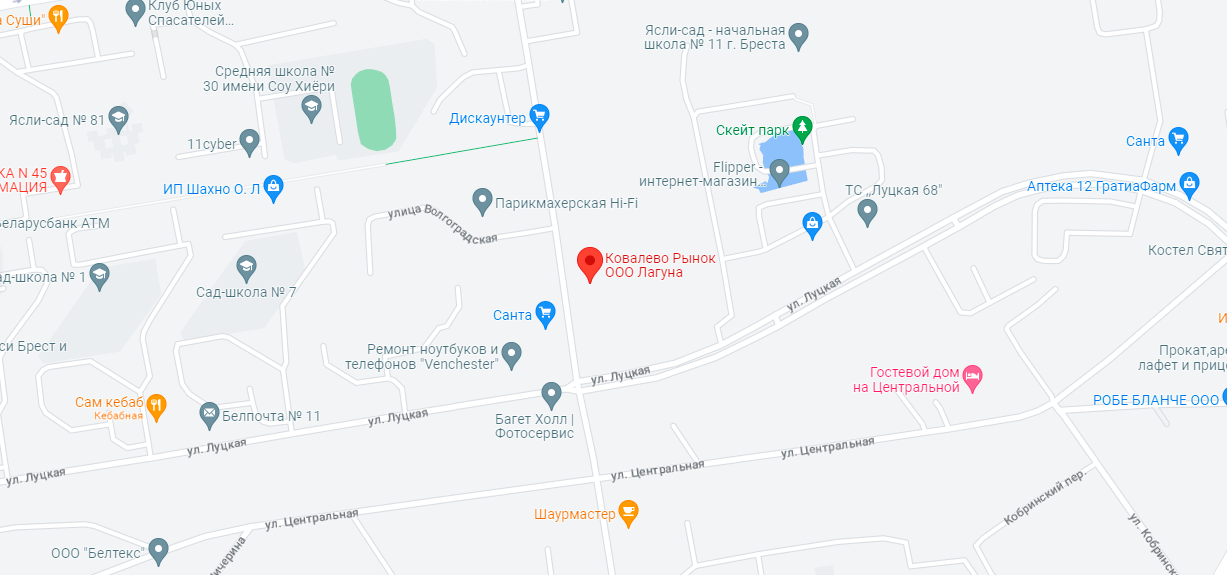 Клуб Юных
Спасателей...
а Суши"
Ясли-сад - начальная
школа № 11 г. Бреста
Средняя школа №
30 имени Соу Хиёри
Ясли-сад № 81
Дискаунтер
Скейт парк
11cyber
Санта
КА N 45
МАЦИЯ
ИП Шахно О. Л
Flipper -
интернет-магазин...
Аптека 12 ГратиаФарм
ТС „Луцкая 68"
Парикмахерская Hi-Fi
улица Волгоградская
Беларусбанк ATM
Костел Свят
Ковалево Рынок
ООО Лагуна
ад-школа № 1
Сад-школа № 7
ул. Луцкая
Санта
си Брест и
Ремонт ноутбуков и
телефонов "Venchester"
Прокат,аре
лафет и прице
ул. Луцкая
Гостевой дом
на Центральной
РОБЕ БЛАНЧЕ ООО
Сам кебаб
Кебабная
Белпочта № 11
ул. Луцкая
Багет Холл |
Фотосервис
ул. Луцкая
ул. Центральная
ул. Луцкая
ул. Центральная
Кобринский пер.
Шаурмастер
ул. Центральная
ул. Кобринск
ООО "Белтекс"
ичерина